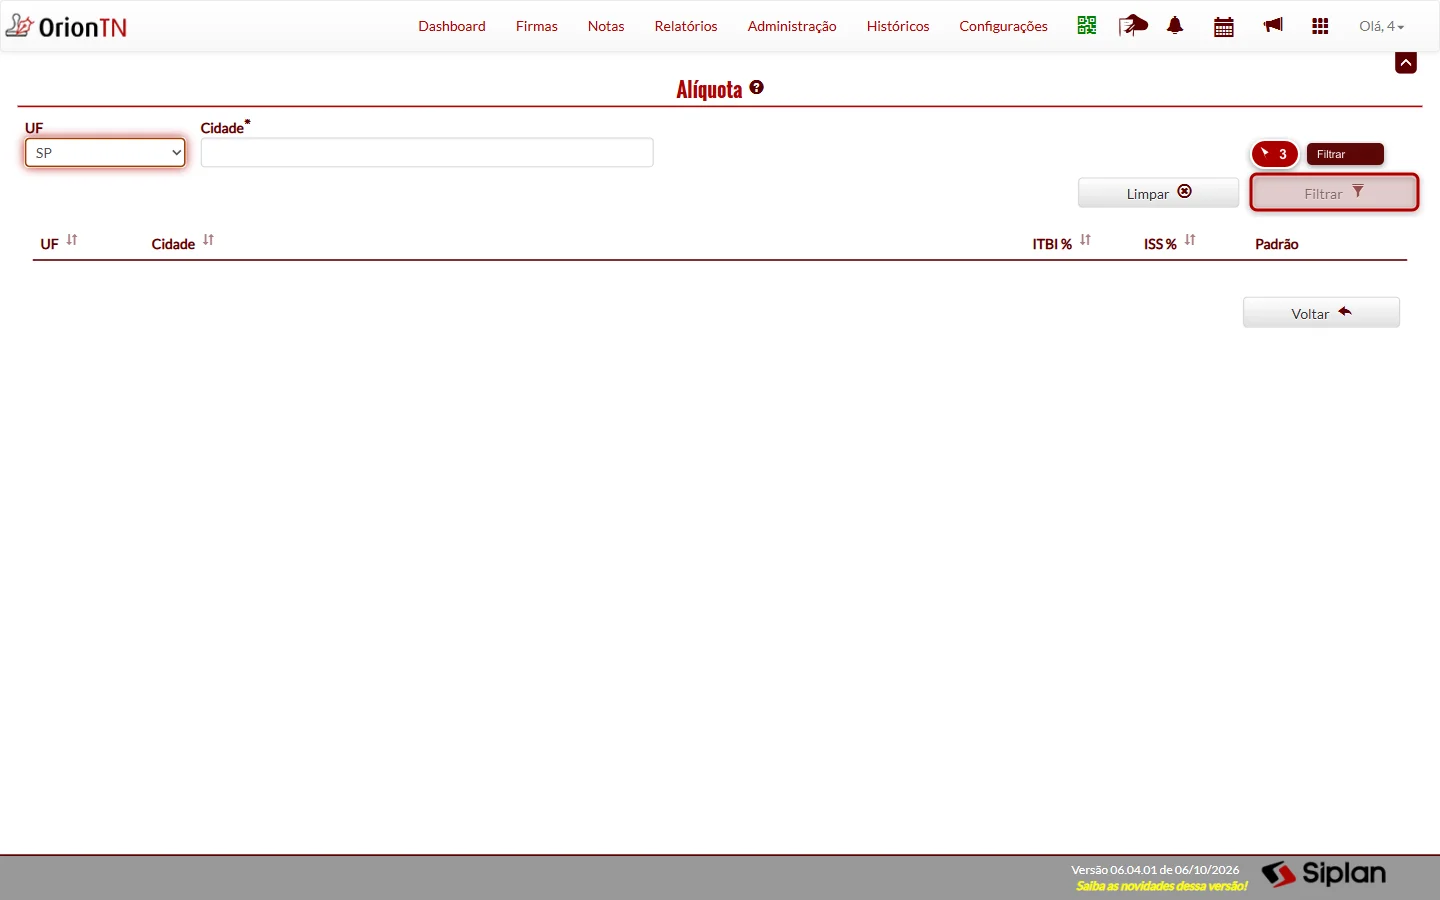 OrionTN
Dashboard Firmas Notas Relatórios Administração Históricos Configurações Olá, 4
Alíquota
UF Cidade*
SP
3 Filtrar
Limpar Filtrar
UF Cidade ITBI % ISS % Padrão
Voltar
Versão 06.04.01 de 06/10/2026
Saiba as novidades dessa versão!
Siplan